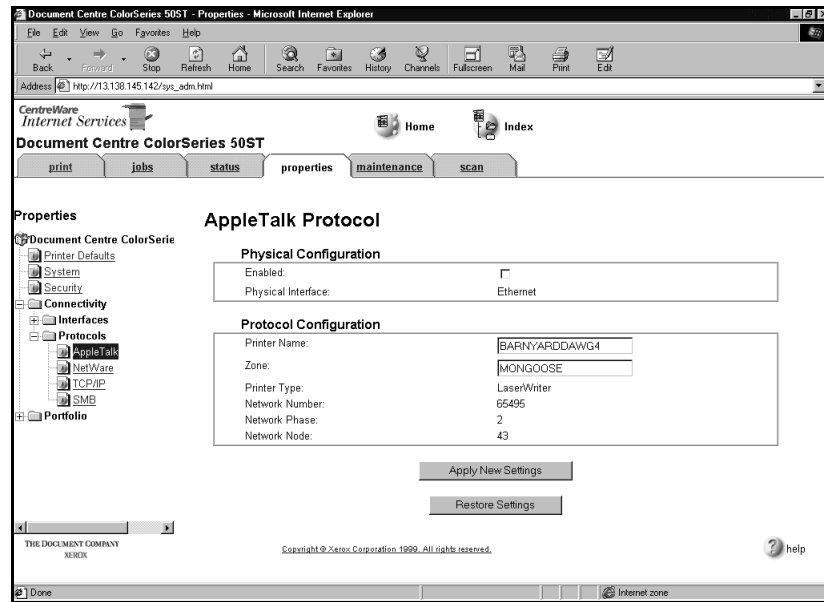 Document Centre ColorSeries 50ST - Properties - Microsoft Internet Explorer
File Edit View Go Favorites Help
Back Forward Stop Refresh Home Search Favorites History Channels Fullscreen Mail Print Edit
Address http://13.138.145.142/sys_adm.html
CentreWare
Internet Services
Home Index
Document Centre ColorSeries 50ST
print jobs status properties maintenance scan
Properties
AppleTalk Protocol
Document Centre ColorSerie
Printer Defaults
System
Security
Connectivity
Interfaces
Protocols
AppleTalk
NetWare
TCP/IP
SMB
Portfolio
Physical Configuration
Enabled:
Physical Interface: Ethernet
Protocol Configuration
Printer Name: BARNYARDDAWG4
Zone: MONGOOSE
Printer Type: LaserWriter
Network Number: 65495
Network Phase: 2
Network Node: 43
Apply New Settings
Restore Settings
THE DOCUMENT COMPANY
XEROX
Copyright © Xerox Corporation 1999. All rights reserved.
help
Done Internet zone